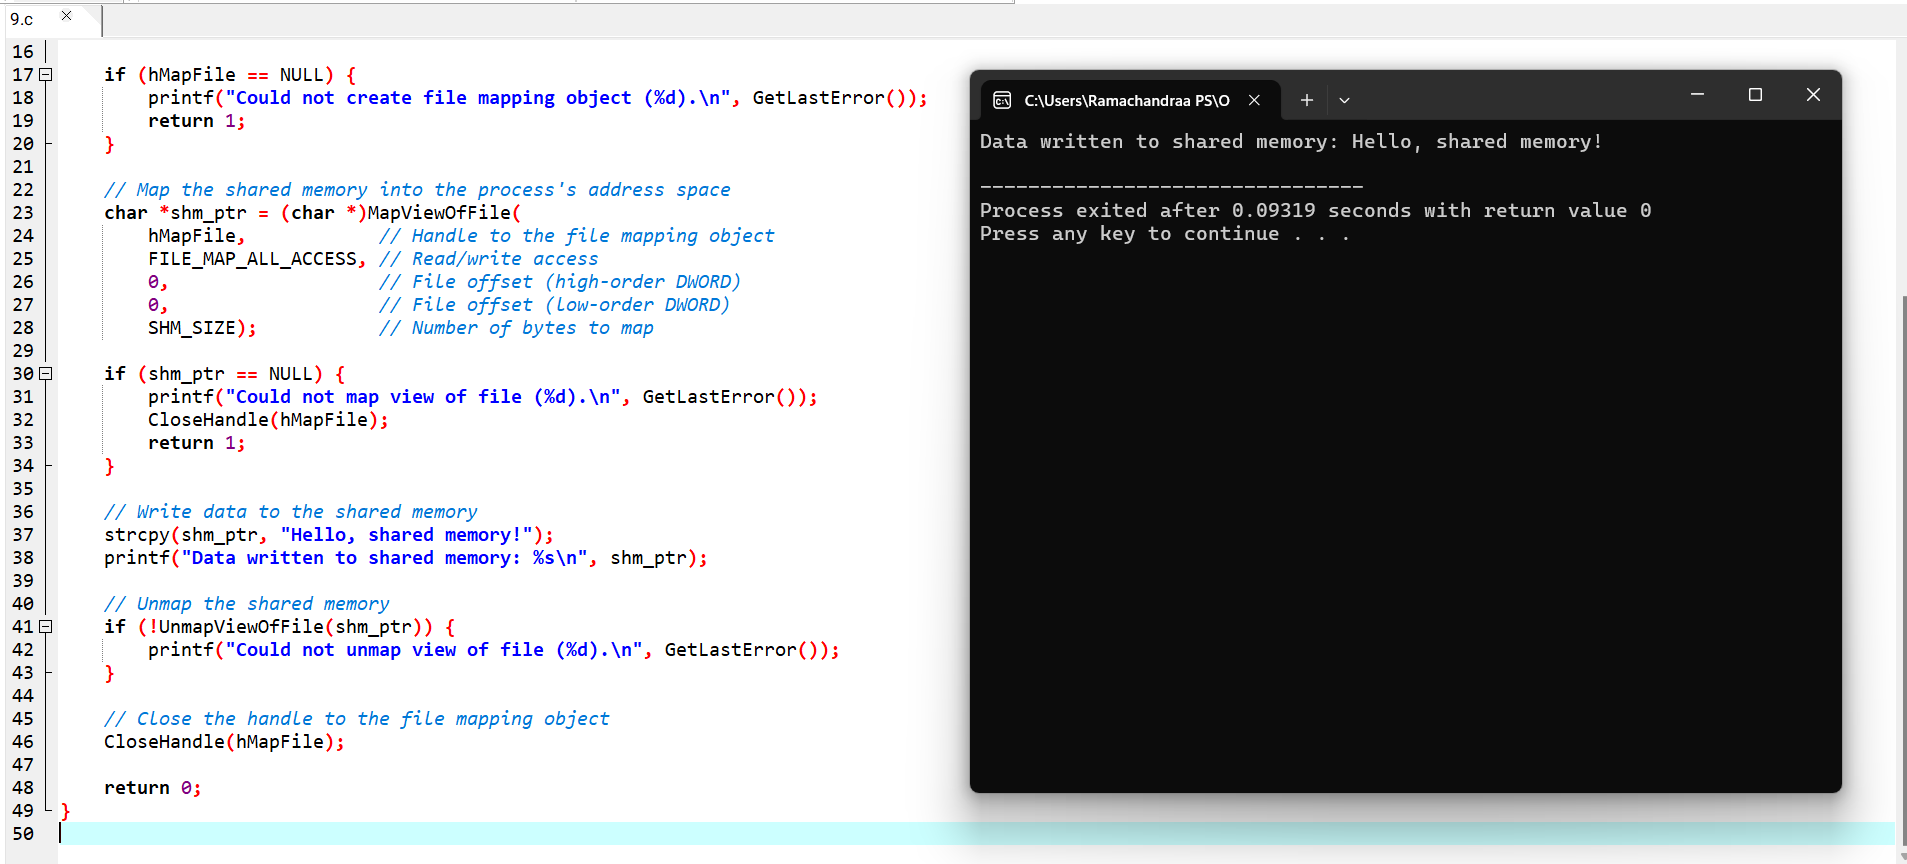 9.c
16
17 if (hMapFile == NULL) {
18 printf("Could not create file mapping object (%d).\n", GetLastError());
19 return 1;
20 }
21
22 // Map the shared memory into the process's address space
23 char *shm_ptr = (char *)MapViewOfFile(
24 hMapFile, // Handle to the file mapping object
25 FILE_MAP_ALL_ACCESS, // Read/write access
26 0, // File offset (high-order DWORD)
27 0, // File offset (low-order DWORD)
28 SHM_SIZE); // Number of bytes to map
29
30 if (shm_ptr == NULL) {
31 printf("Could not map view of file (%d).\n", GetLastError());
32 CloseHandle(hMapFile);
33 return 1;
34 }
35
36 // Write data to the shared memory
37 strcpy(shm_ptr, "Hello, shared memory!");
38 printf("Data written to shared memory: %s\n", shm_ptr);
39
40 // Unmap the shared memory
41 if (!UnmapViewOfFile(shm_ptr)) {
42 printf("Could not unmap view of file (%d).\n", GetLastError());
43 }
44
45 // Close the handle to the file mapping object
46 CloseHandle(hMapFile);
47
48 return 0;
49 }
50
C:\Users\Ramachandraa PS\O
Data written to shared memory: Hello, shared memory!
--------------------------------
Process exited after 0.09319 seconds with return value 0
Press any key to continue . . .